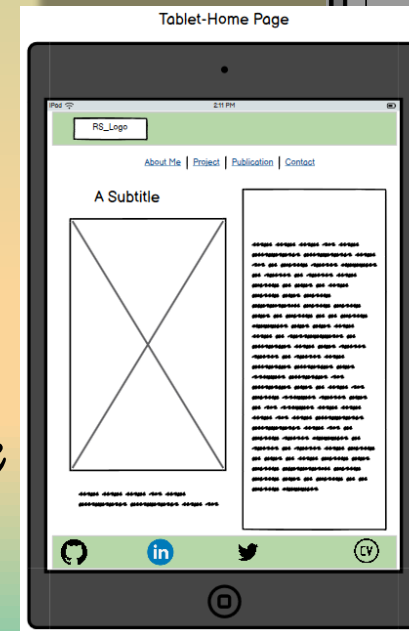 Tablet-Home Page
iPad
2:11 PM
RS_Logo
About Me | Project | Publication | Contact
A Subtitle
in
CV